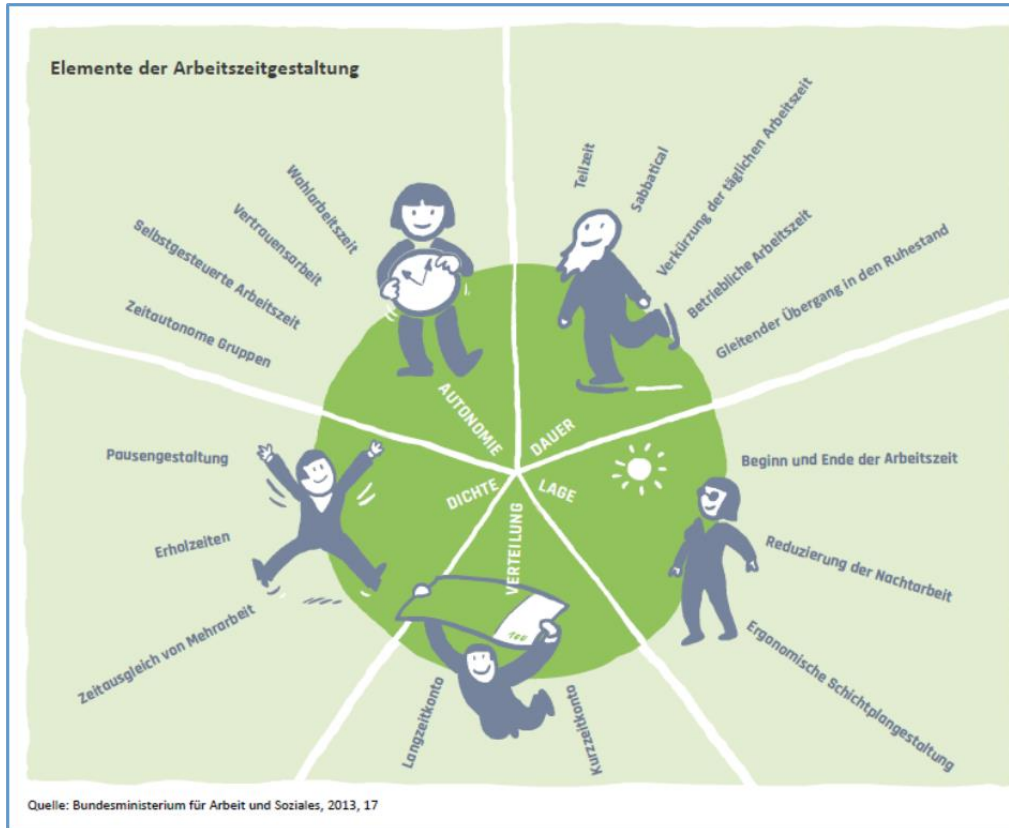 Elemente der Arbeitszeitgestaltung
Wahlarbeitszeit
Vertrauensarbeit
Selbstgesteuerte Arbeitszeit
Zeitautonome Gruppen
Teilzeit
Sabbatical
Verkürzung der täglichen Arbeitszeit
Betriebliche Arbeitszeit
Gleitender Übergang in den Ruhestand
AUTONOMIE
DAUER
DICHTE
LAGE
VERTEILUNG
Pausengestaltung
Erholzeiten
Zeitausgleich von Mehrarbeit
Beginn und Ende der Arbeitszeit
Reduzierung der Nachtarbeit
Ergonomische Schichtplangestaltung
100
Langzeitkonto
Kurzzeitkonto
Quelle: Bundesministerium für Arbeit und Soziales, 2013, 17